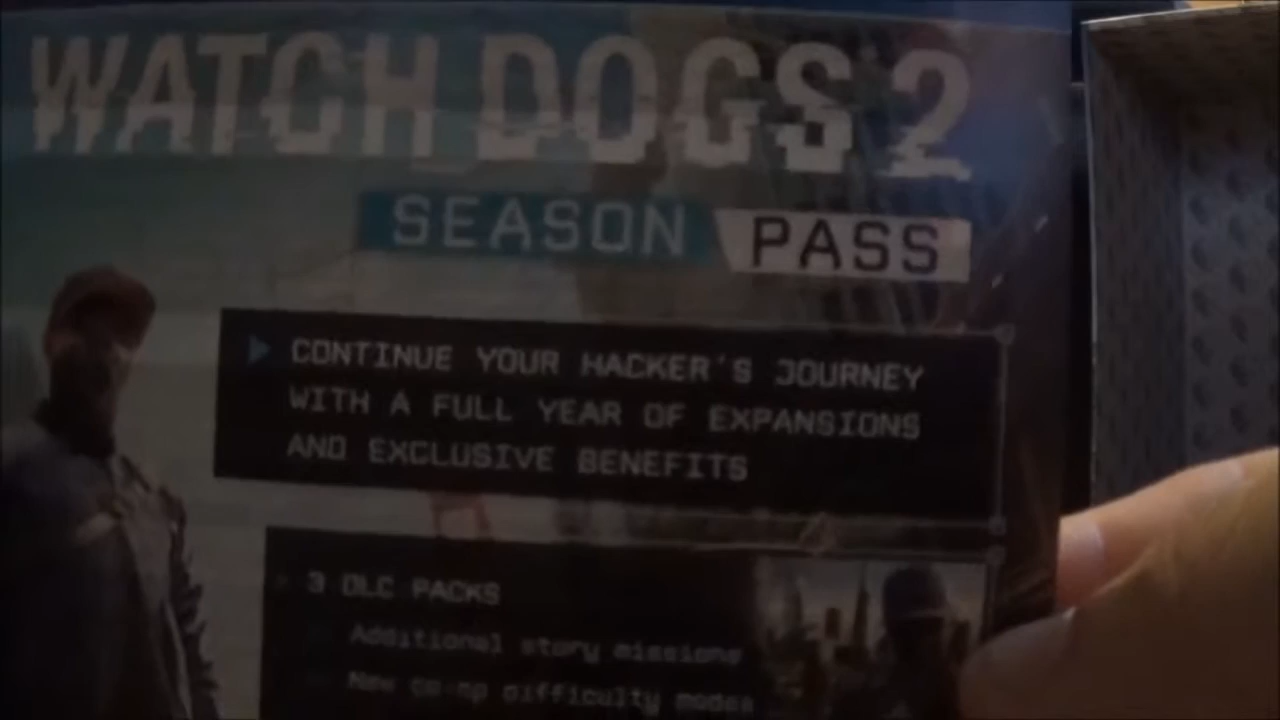 WATCH DOGS 2
SEASON PASS
CONTINUE YOUR HACKER'S JOURNEY
WITH A FULL YEAR OF EXPANSIONS
AND EXCLUSIVE BENEFITS
3 DLC PACKS
Additional story missions
New co-op difficulty modes